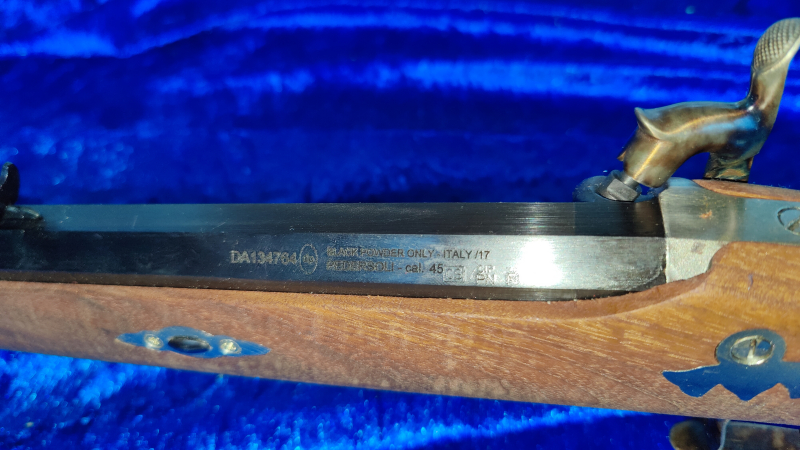 DA134764 BLACK POWDER ONLY - ITALY /17
- cal. 45